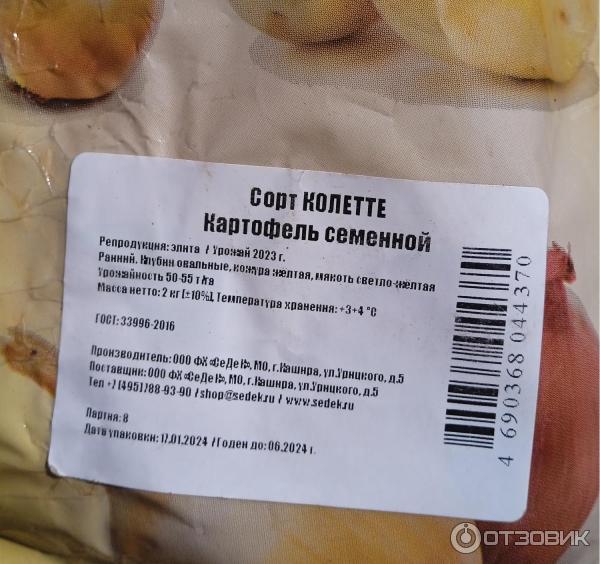 Сорт КОЛЕТТЕ
Картофель семенной
Репродукция: элита / Урожай 2023 г.
Ранний. Клубни овальные, кожура желтая, мякоть светло-жёлтая
Урожайность 50-55 т/га
Масса нетто: 2 кг (±10%), Температура хранения: +3+4 °С
ГОСТ: 33996-2016
Производитель: ООО ФХ «СеДеК», МО, г.Кашира, ул.Урицкого, д.5
Поставщик: ООО ФХ «СеДеК», МО, г.Кашира, ул.Урицкого, д.5
Тел +7 (495)788-93-90 / shop@sedek.ru / www.sedek.ru
Партия: 8
Дата упаковки: 17.01.2024 / Годен до: 06.2024 г.
4 690368 044370
ОТЗОВИК